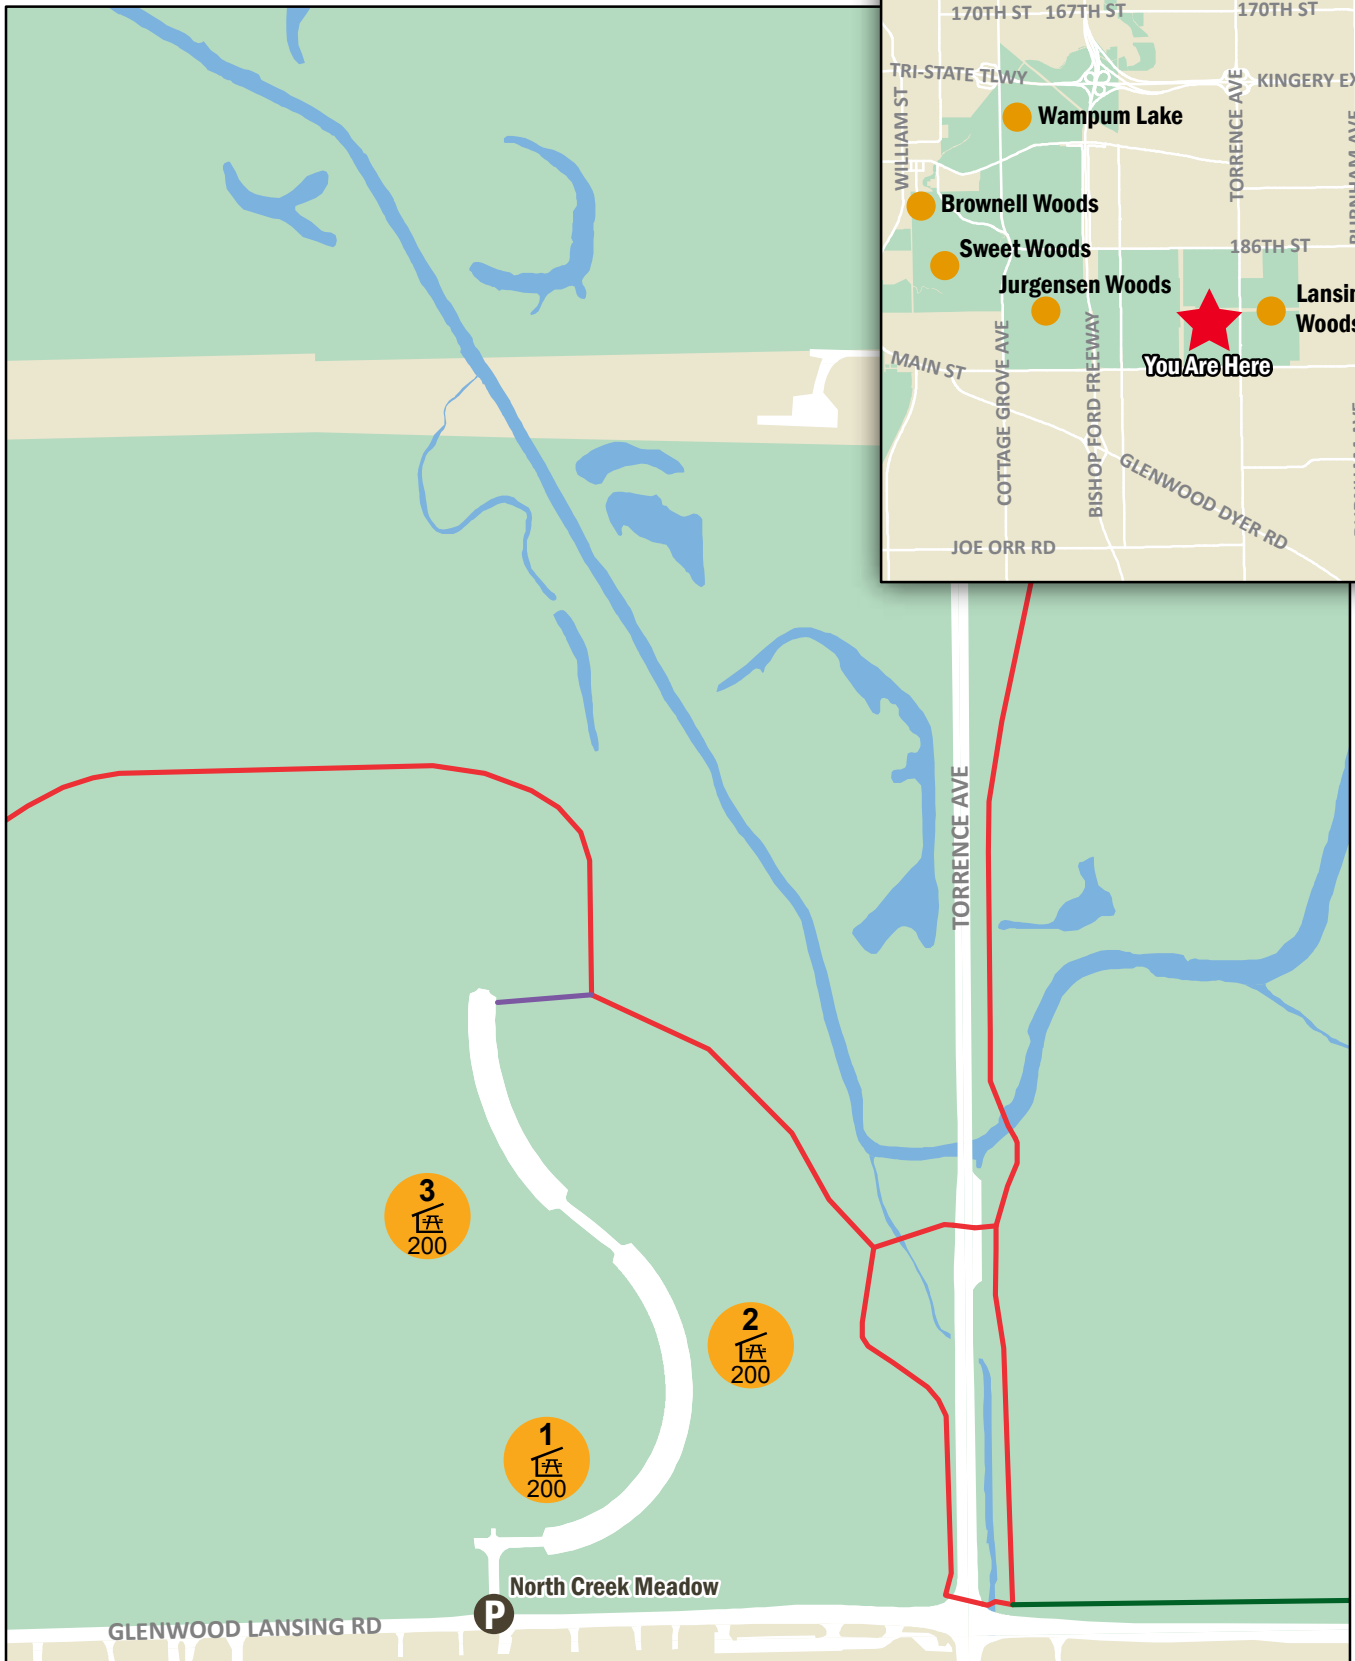 170TH ST
167TH ST
170TH ST
TRI-STATE TLWY
KINGERY EX
WILLIAM ST
TORRENCE AVE
Wampum Lake
Brownell Woods
Sweet Woods
186TH ST
Jurgensen Woods
Lansin
Woods
You Are Here
MAIN ST
COTTAGE GROVE AVE
BISHOP FORD FREEWAY
GLENWOOD DYER RD
JOE ORR RD
TORRENCE AVE
3
200
2
200
1
200
North Creek Meadow
P
GLENWOOD LANSING RD